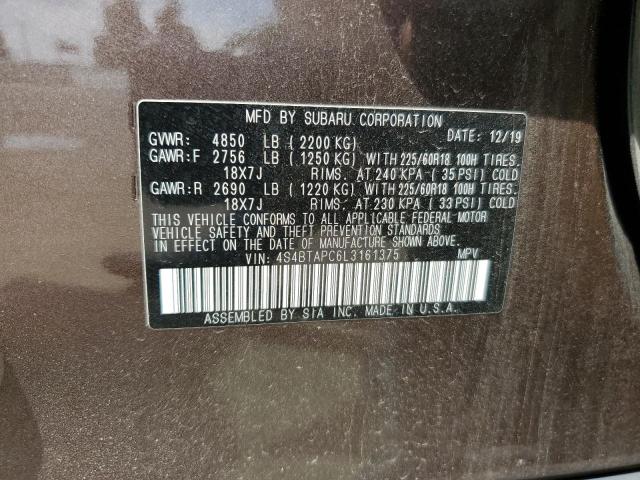 MFD BY SUBARU CORPORATION
GVWR: 4850 LB ( 2200 KG) DATE: 12/19
GAWR:F 2756 LB ( 1250 KG) WITH 225/60R18 100H TIRES.
18X7J RIMS. AT 240 KPA ( 35 PSI) COLD
GAWR:R 2690 LB ( 1220 KG) WITH 225/60R18 100H TIRES.
18X7J RIMS. AT 230 KPA ( 33 PSI) COLD
THIS VEHICLE CONFORMS TO ALL APPLICABLE FEDERAL MOTOR
VEHICLE SAFETY AND THEFT PREVENTION STANDARDS IN EFFECT
ON THE DATE OF MANUFACTURE SHOWN ABOVE.
VIN: 4S4BTAPC6L3161375 MPV
ASSEMBLED BY SIA INC. MADE IN U.S.A.